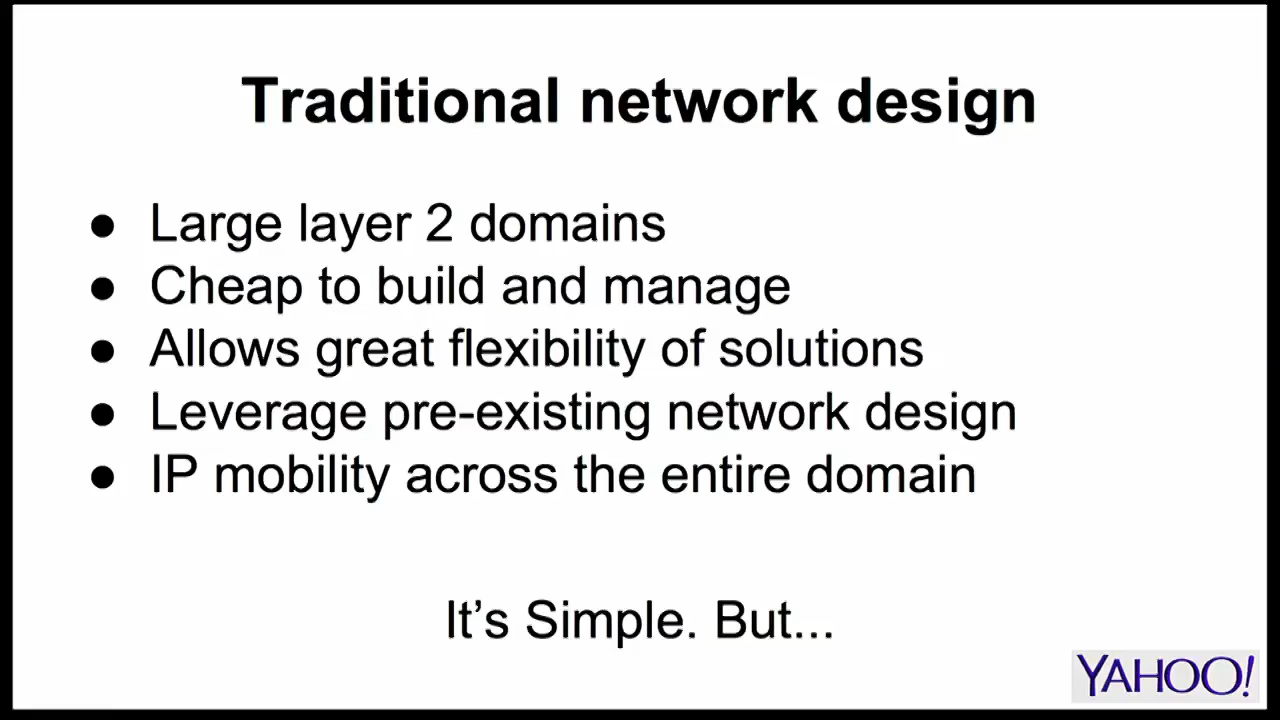 Traditional network design
● Large layer 2 domains
● Cheap to build and manage
● Allows great flexibility of solutions
● Leverage pre-existing network design
● IP mobility across the entire domain
It’s Simple. But...
YAHOO!